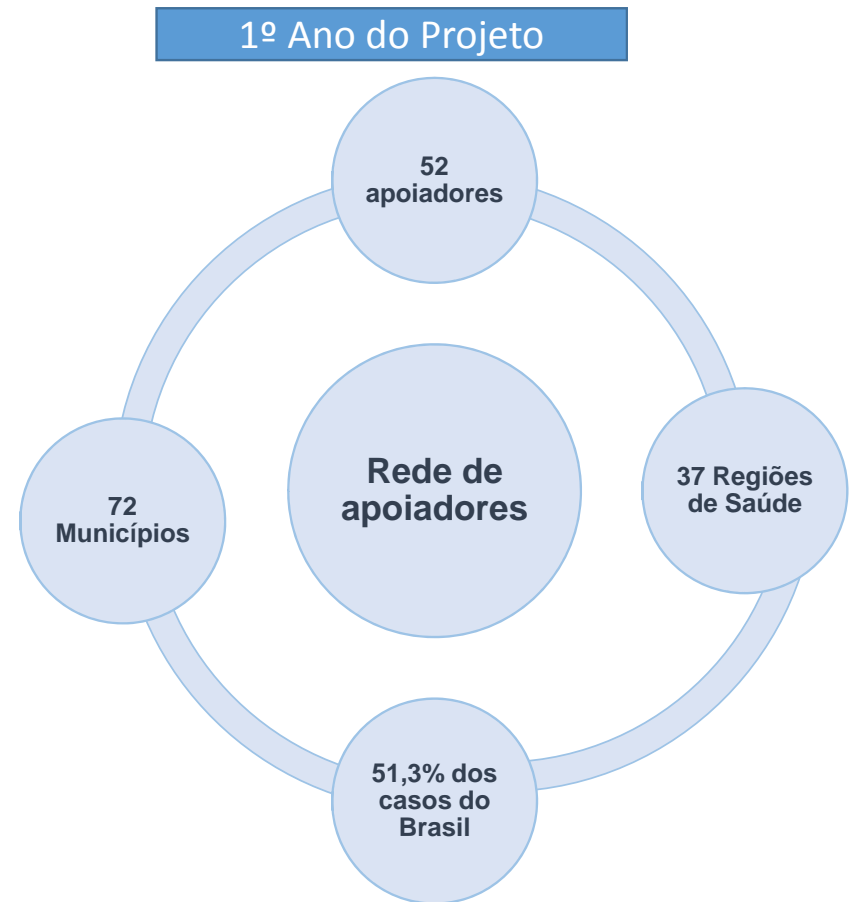 1º Ano do Projeto
52
apoiadores
Rede de
apoiadores
37 Regiões
de Saúde
72
Municípios
51,3% dos
casos do
Brasil